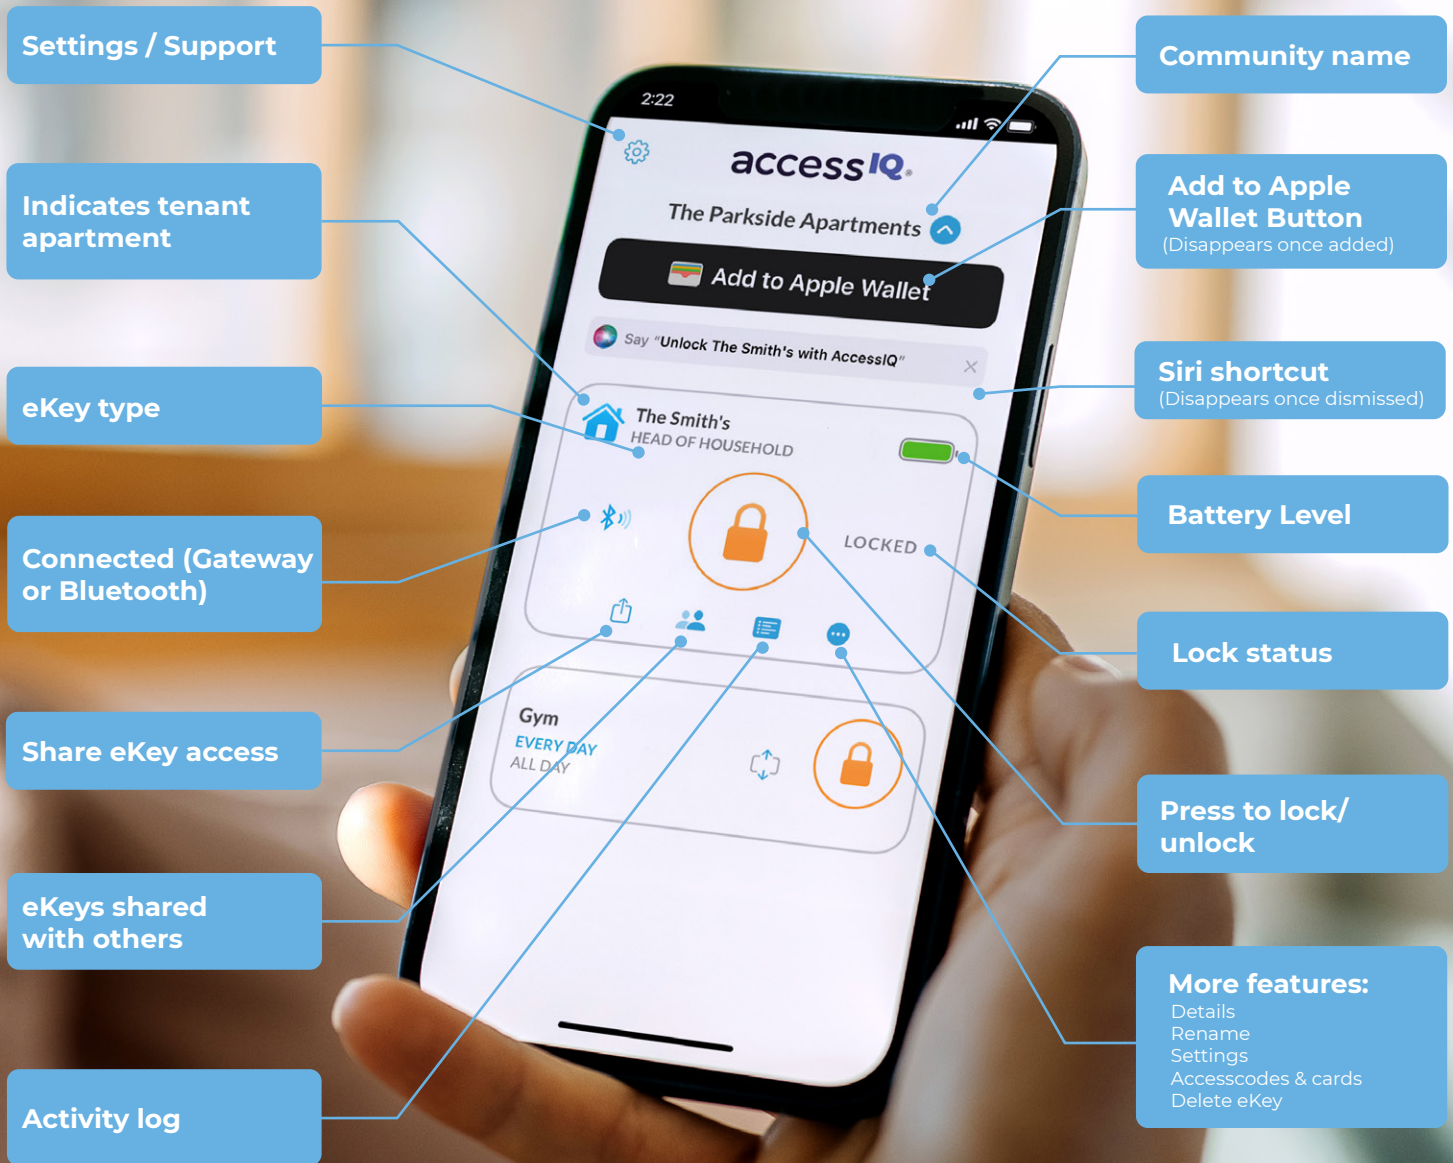 Settings / Support
Indicates tenant
apartment
eKey type
Connected (Gateway
or Bluetooth)
Share eKey access
eKeys shared
with others
Activity log
2:22
accessIQ®
The Parkside Apartments
Add to Apple Wallet
Say "Unlock The Smith's with AccessIQ"
The Smith's
HEAD OF HOUSEHOLD
LOCKED
Gym
EVERY DAY
ALL DAY
Community name
Add to Apple
Wallet Button
(Disappears once added)
Siri shortcut
(Disappears once dismissed)
Battery Level
Lock status
Press to lock/
unlock
More features:
Details
Rename
Settings
Accesscodes & cards
Delete eKey